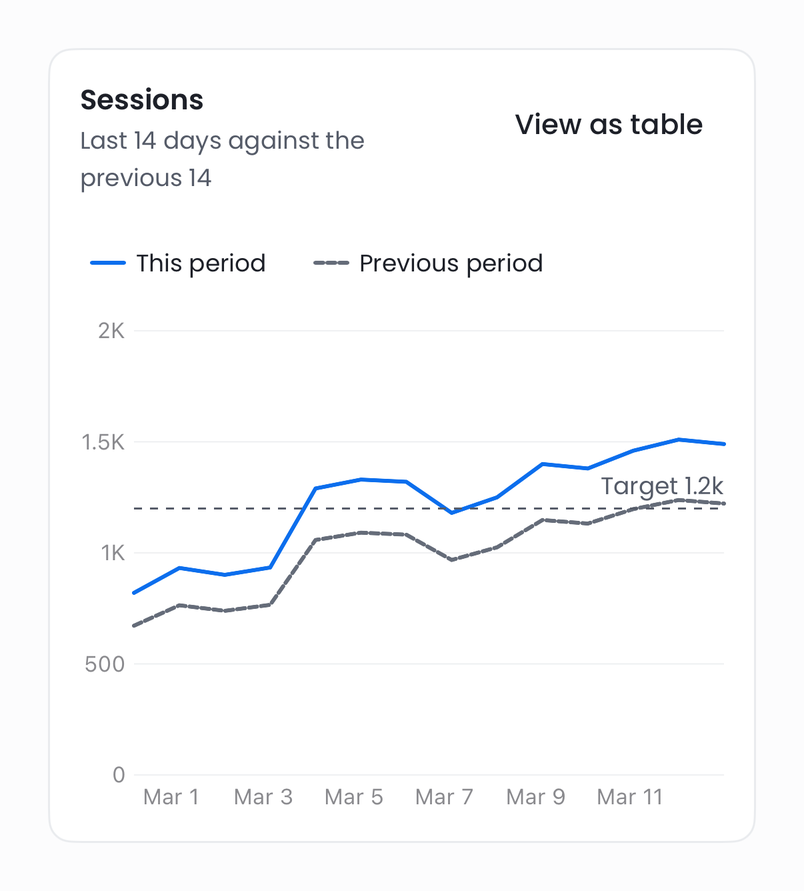 Sessions
Last 14 days against the
previous 14
View as table
This period
Previous period
2K
1.5K
Target 1.2k
1K
500
0
Mar 1
Mar 3
Mar 5
Mar 7
Mar 9
Mar 11